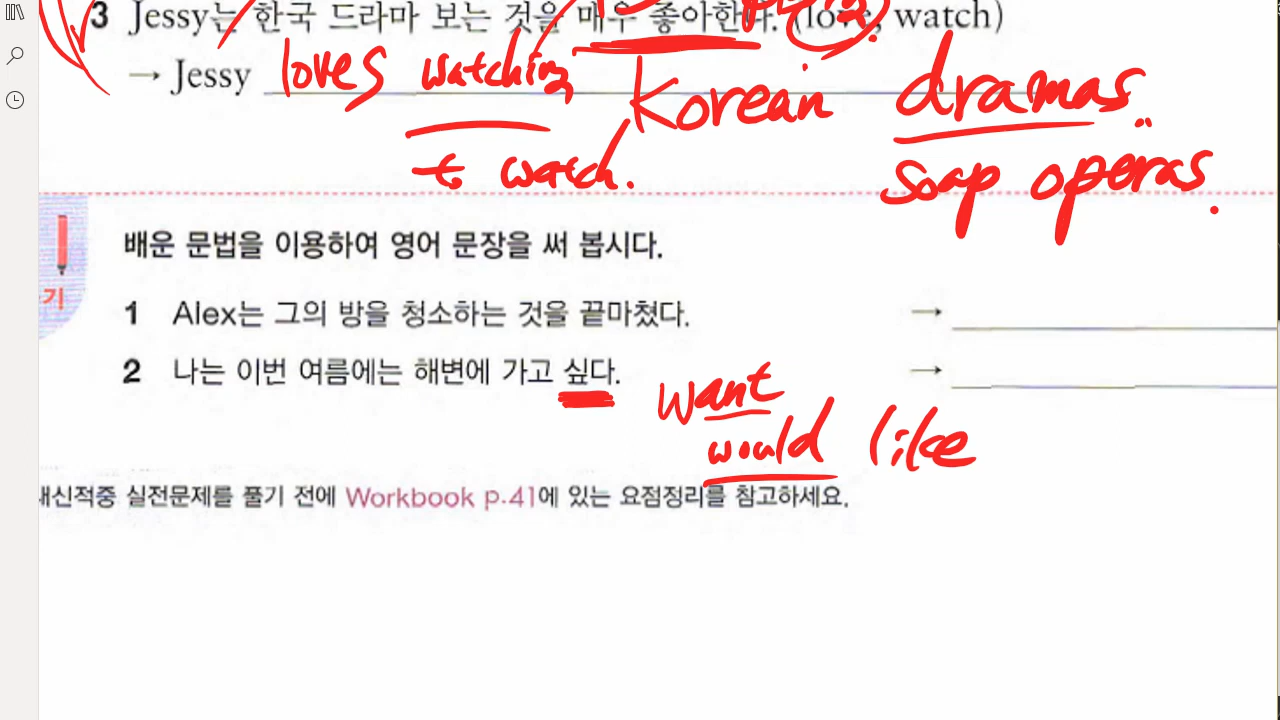 3 Jessy는 한국 드라마 보는 것을 매우 좋아한다. (love, watch)
→ Jessy loves watching Korean dramas.
to watch. soap operas.
배운 문법을 이용하여 영어 문장을 써 봅시다.
기
1 Alex는 그의 방을 청소하는 것을 끝마쳤다. →
2 나는 이번 여름에는 해변에 가고 싶다. →
want
would like
내신적중 실전문제를 풀기 전에 Workbook p.41에 있는 요점정리를 참고하세요.